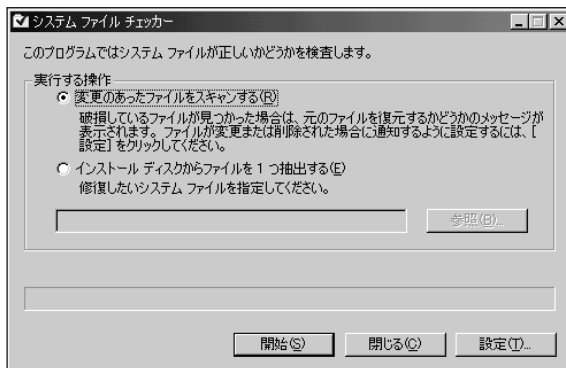 システム ファイル チェッカー
このプログラムではシステム ファイルが正しいかどうかを検査します。
実行する操作
変更のあったファイルをスキャンする(R)
破損しているファイルが見つかった場合は、元のファイルを復元するかどうかのメッセージが
表示されます。ファイルが変更または削除された場合に通知するように設定するには、[
設定] をクリックしてください。
インストール ディスクからファイルを 1 つ抽出する(E)
修復したいシステム ファイルを指定してください。
参照(B)...
開始(S)
閉じる(C)
設定(T)...